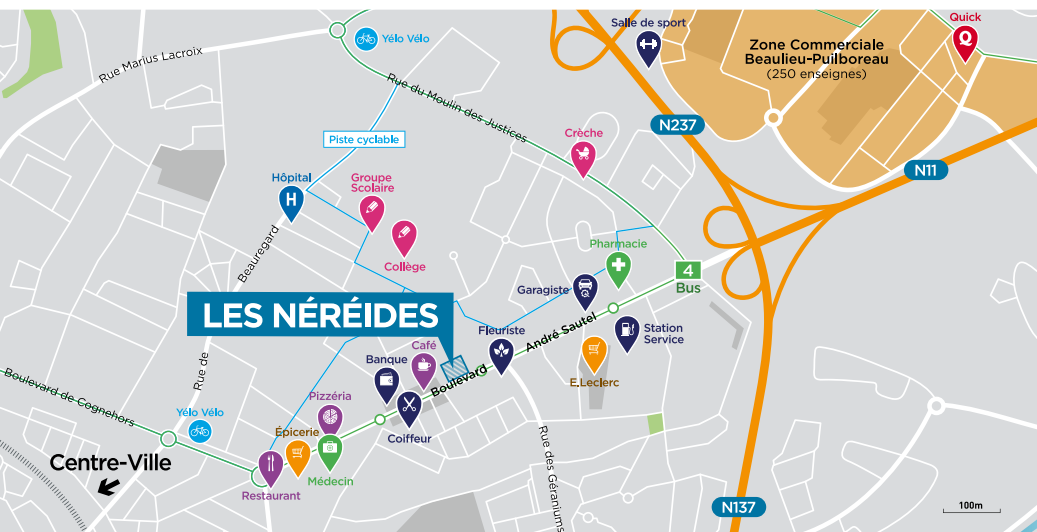 Quick
Salle de sport
Yélo Vélo
Zone Commerciale
Beaulieu-Puilboreau
(250 enseignes)
Rue Marius Lacroix
Rue du Moulin des Justices
N237
Crèche
Piste cyclable
N11
Hôpital
H
Groupe
Scolaire
Collège
Beauregard
Rue de
Pharmacie
4
Bus
Garagiste
LES NÉRÉIDES
Fleuriste
Boulevard André Sautel
Station
Service
Café
Banque
E.Leclerc
Boulevard de Cognehors
Pizzéria
Yélo Vélo
Épicerie
Coiffeur
Rue des Géraniums
Centre-Ville
Médecin
Restaurant
N137
100m